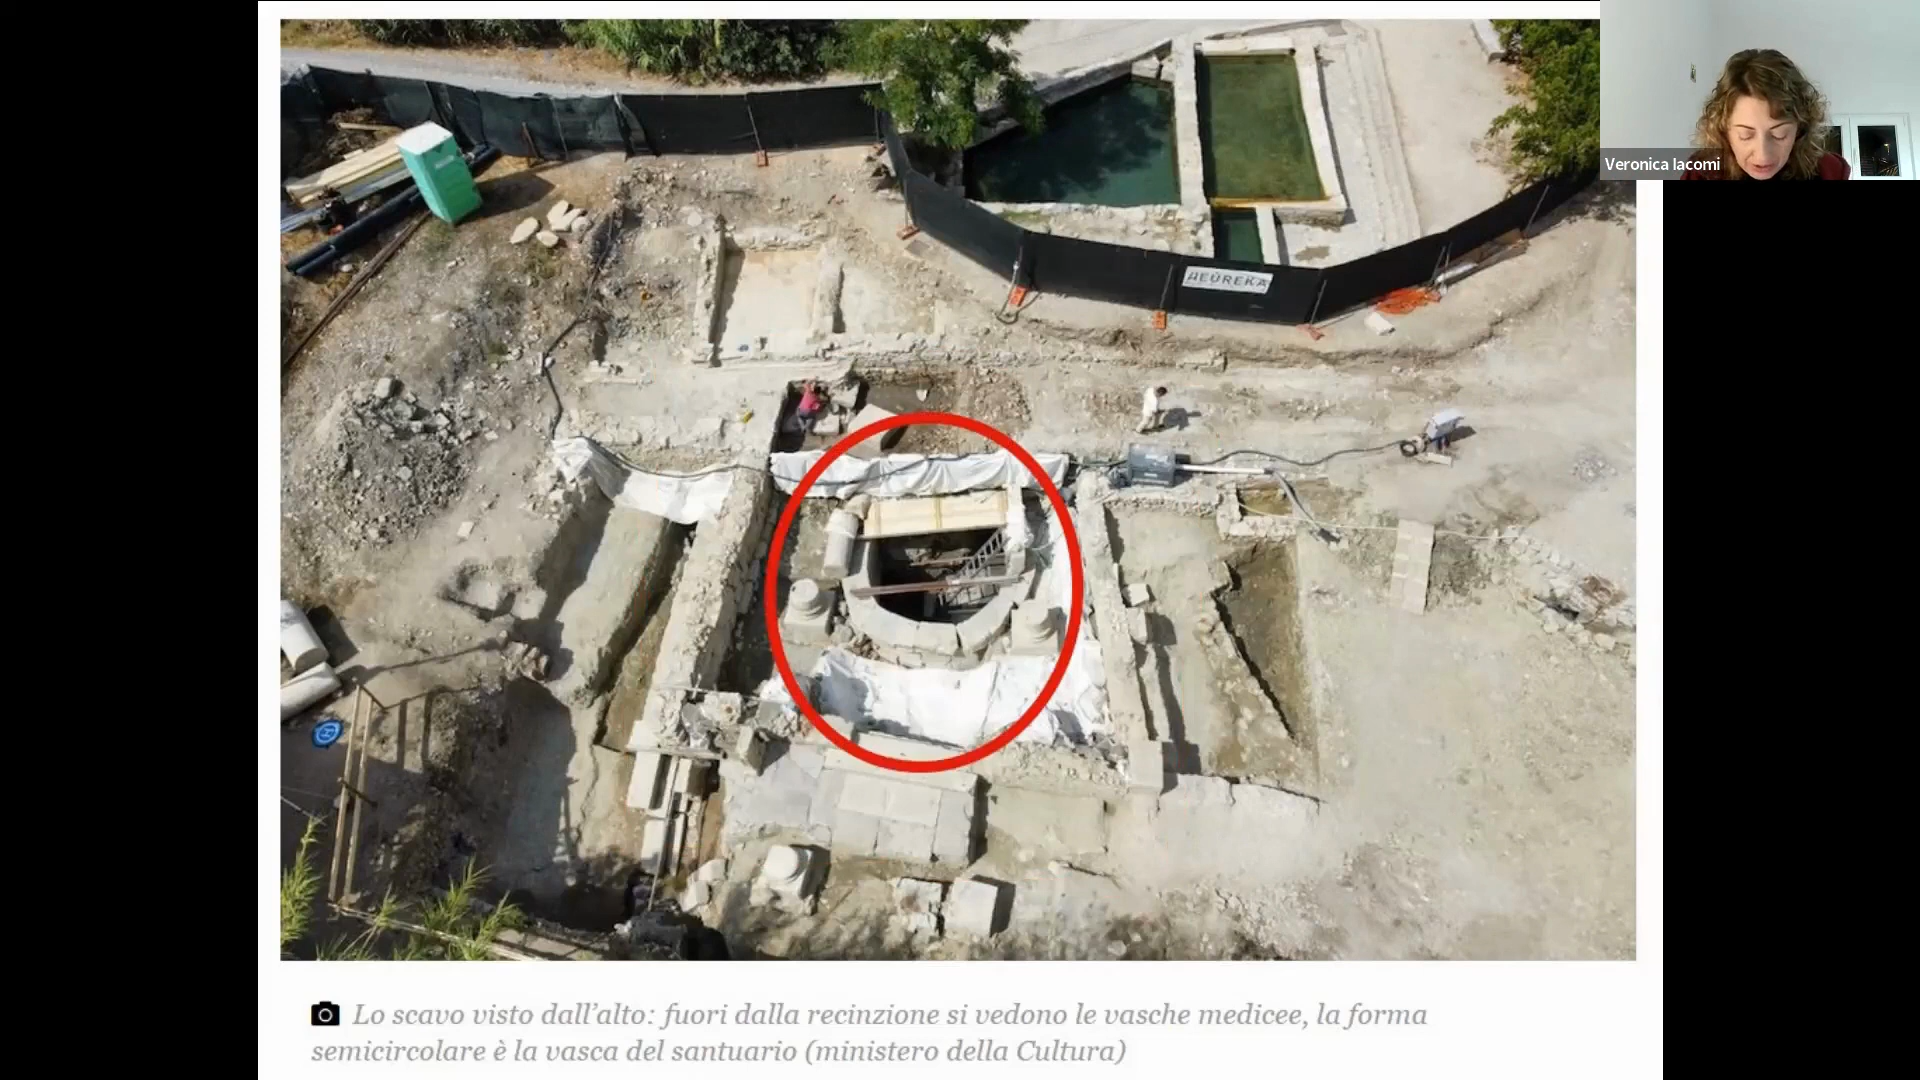 Veronica Iacomi
HEUREKA
Lo scavo visto dall’alto: fuori dalla recinzione si vedono le vasche medicee, la forma
semicircolare è la vasca del santuario (ministero della Cultura)